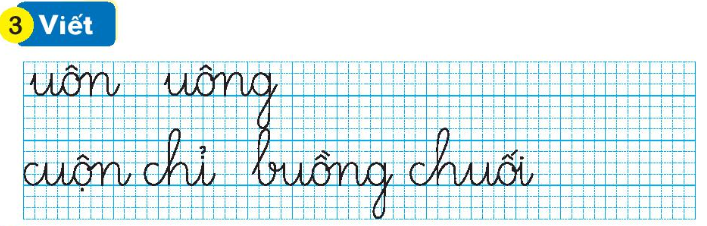 3 Viết
uôn uông
cuộn chỉ buồng chuối